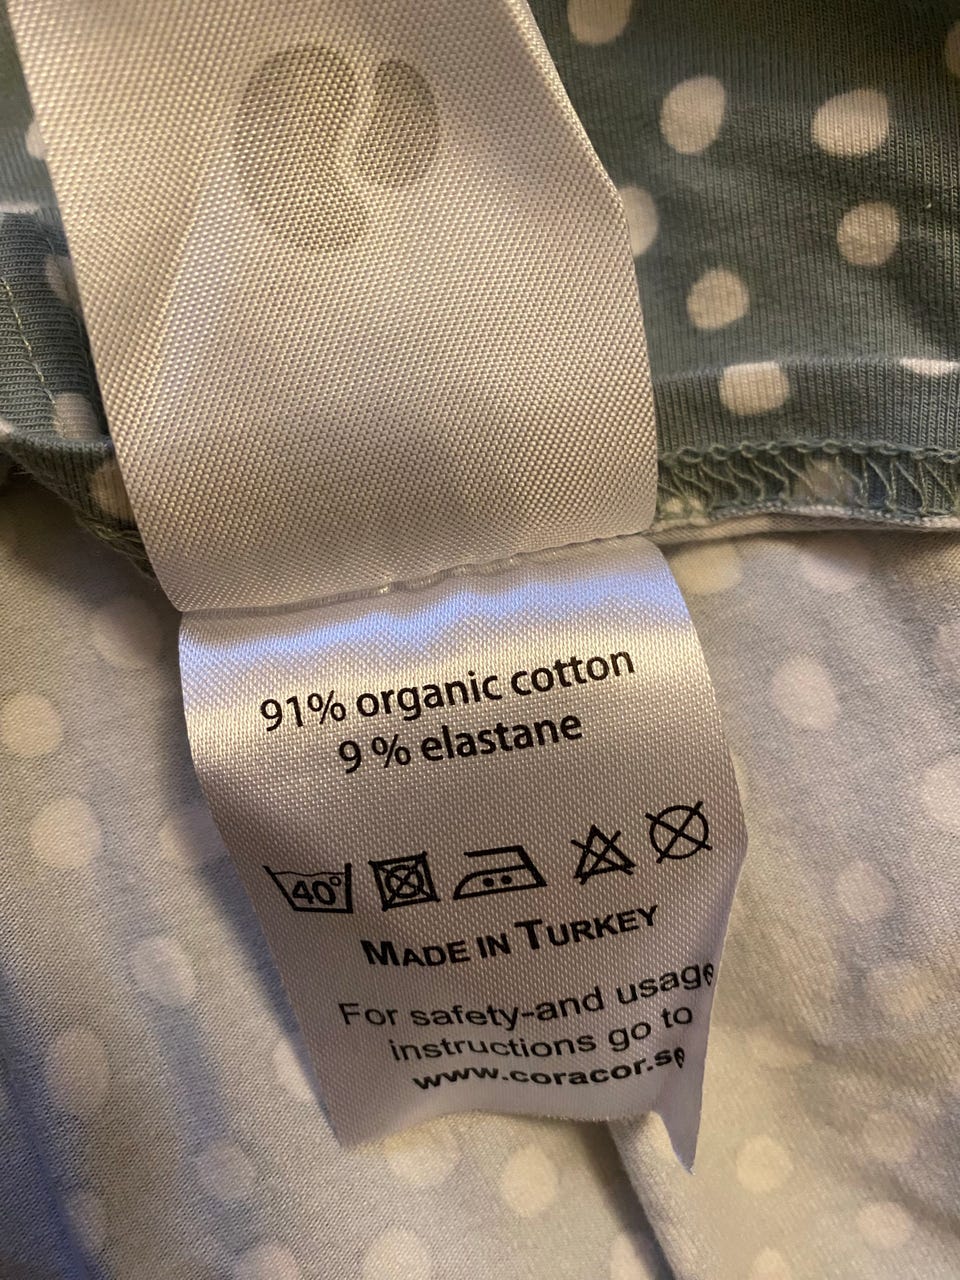 91% organic cotton
9 % elastane
40°
MADE IN TURKEY
For safety-and usage
instructions go to
www.coracor.se